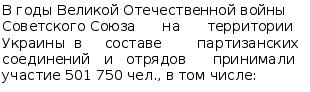 В годы Великой Отечественной войны
Советского Союза на территории
Украины в составе партизанских
соединений и отрядов принимали
участие 501 750 чел., в том числе: